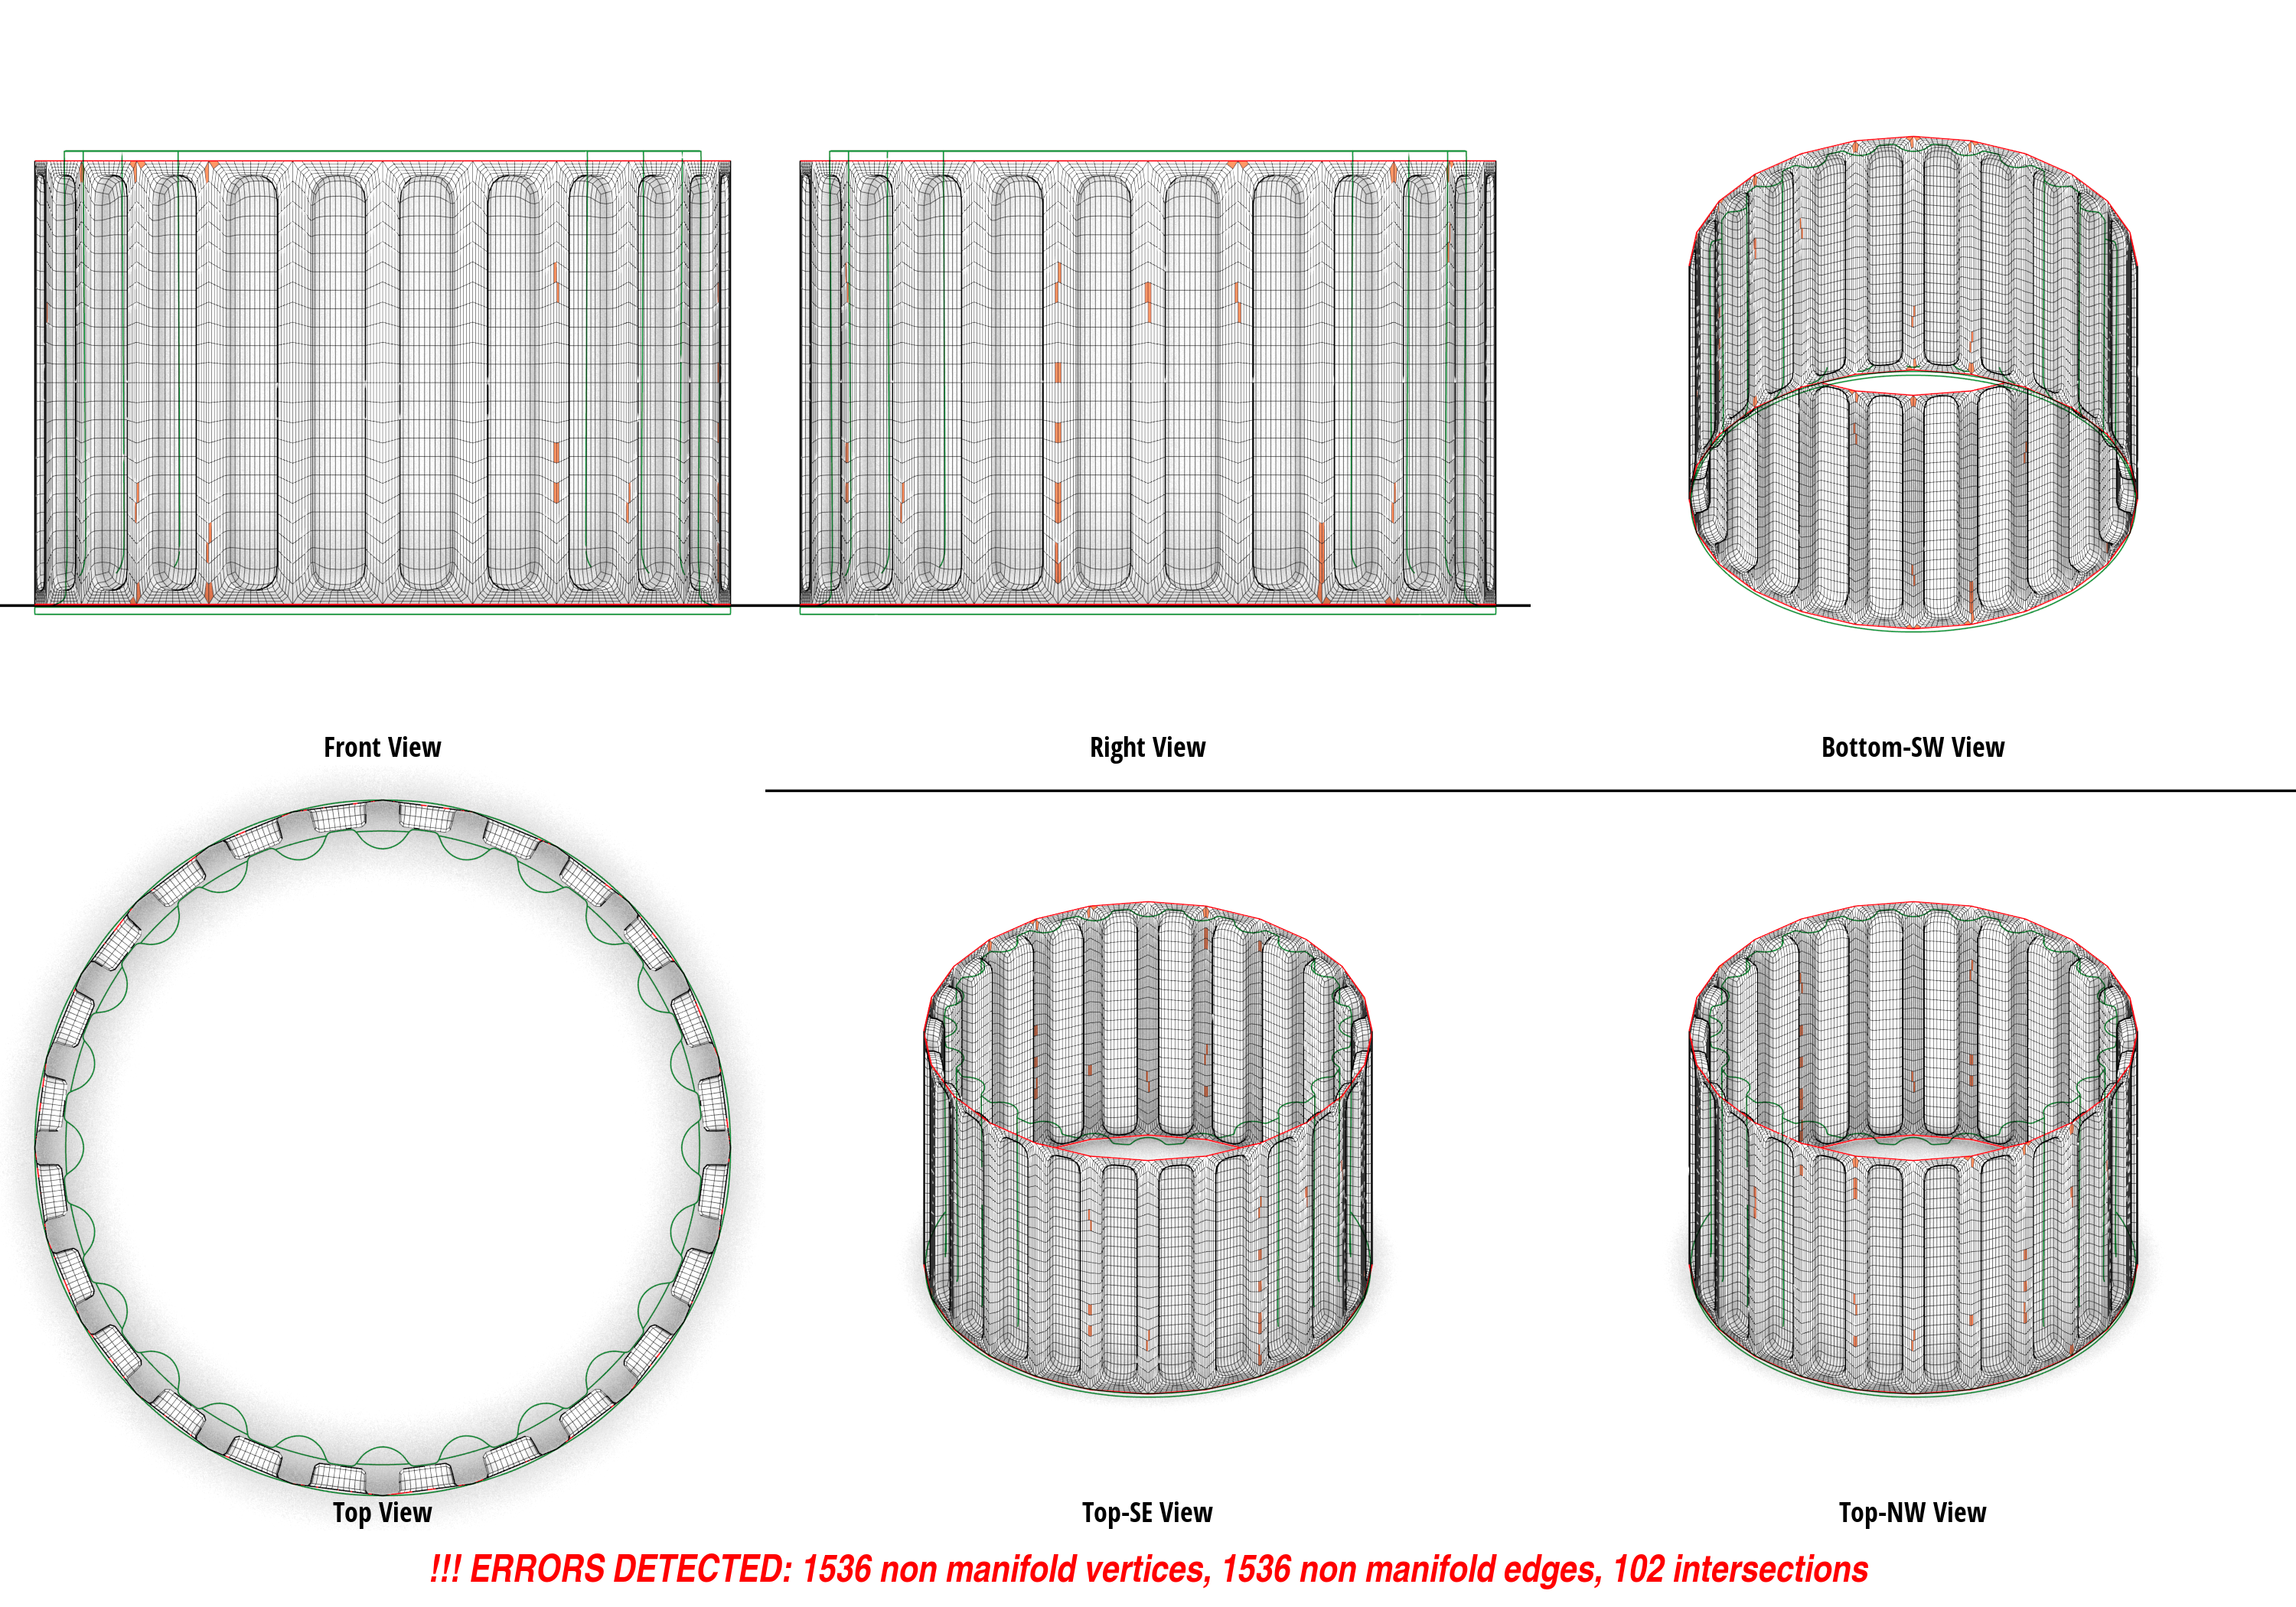 Front View
Right View
Bottom-SW View
Top View
Top-SE View
Top-NW View
!!! ERRORS DETECTED: 1536 non manifold vertices, 1536 non manifold edges, 102 intersections